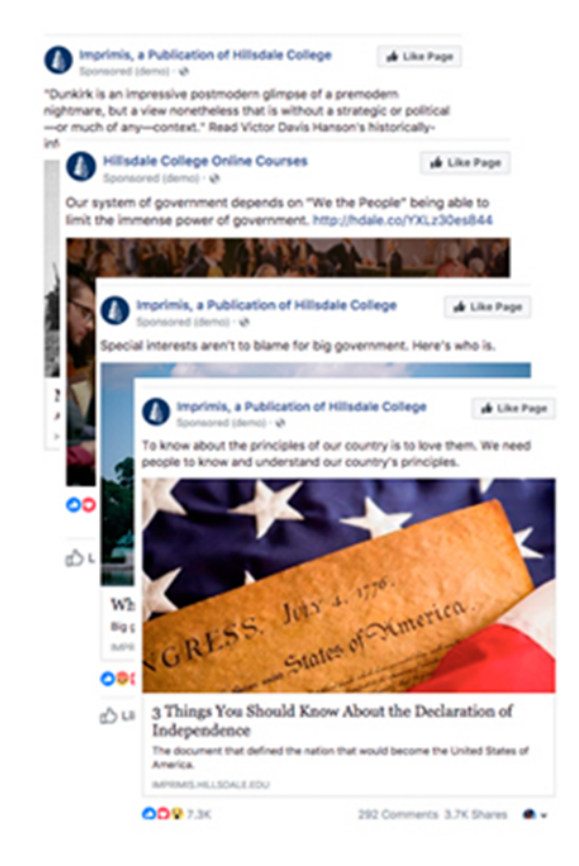 Imprimis, a Publication of Hillsdale College
Like Page
Sponsored (demo) ·
"Dunkirk is an impressive postmodern glimpse of a premodern
nightmare, but a view nonetheless that is without a strategic or political
—or much of any—context." Read Victor Davis Hanson's historically-
inf
Hillsdale College Online Courses
Like Page
Sponsored (demo) ·
Our system of government depends on "We the People" being able to
limit the immense power of government. http://hdale.co/YXLz30es844
Imprimis, a Publication of Hillsdale College
Like Page
Sponsored (demo) ·
Special interests aren't to blame for big government. Here's who is.
Imprimis, a Publication of Hillsdale College
Like Page
Sponsored (demo) ·
To know about the principles of our country is to love them. We need
people to know and understand our country's principles.
L
Wh
Big g
IMPR
Li
NGRESS. JULY 4, 1776.
States of America
3 Things You Should Know About the Declaration of
Independence
The document that defined the nation that would become the United States of
America.
IMPRIMIS.HILLSDALE.EDU
7.3K
292 Comments 3.7K Shares